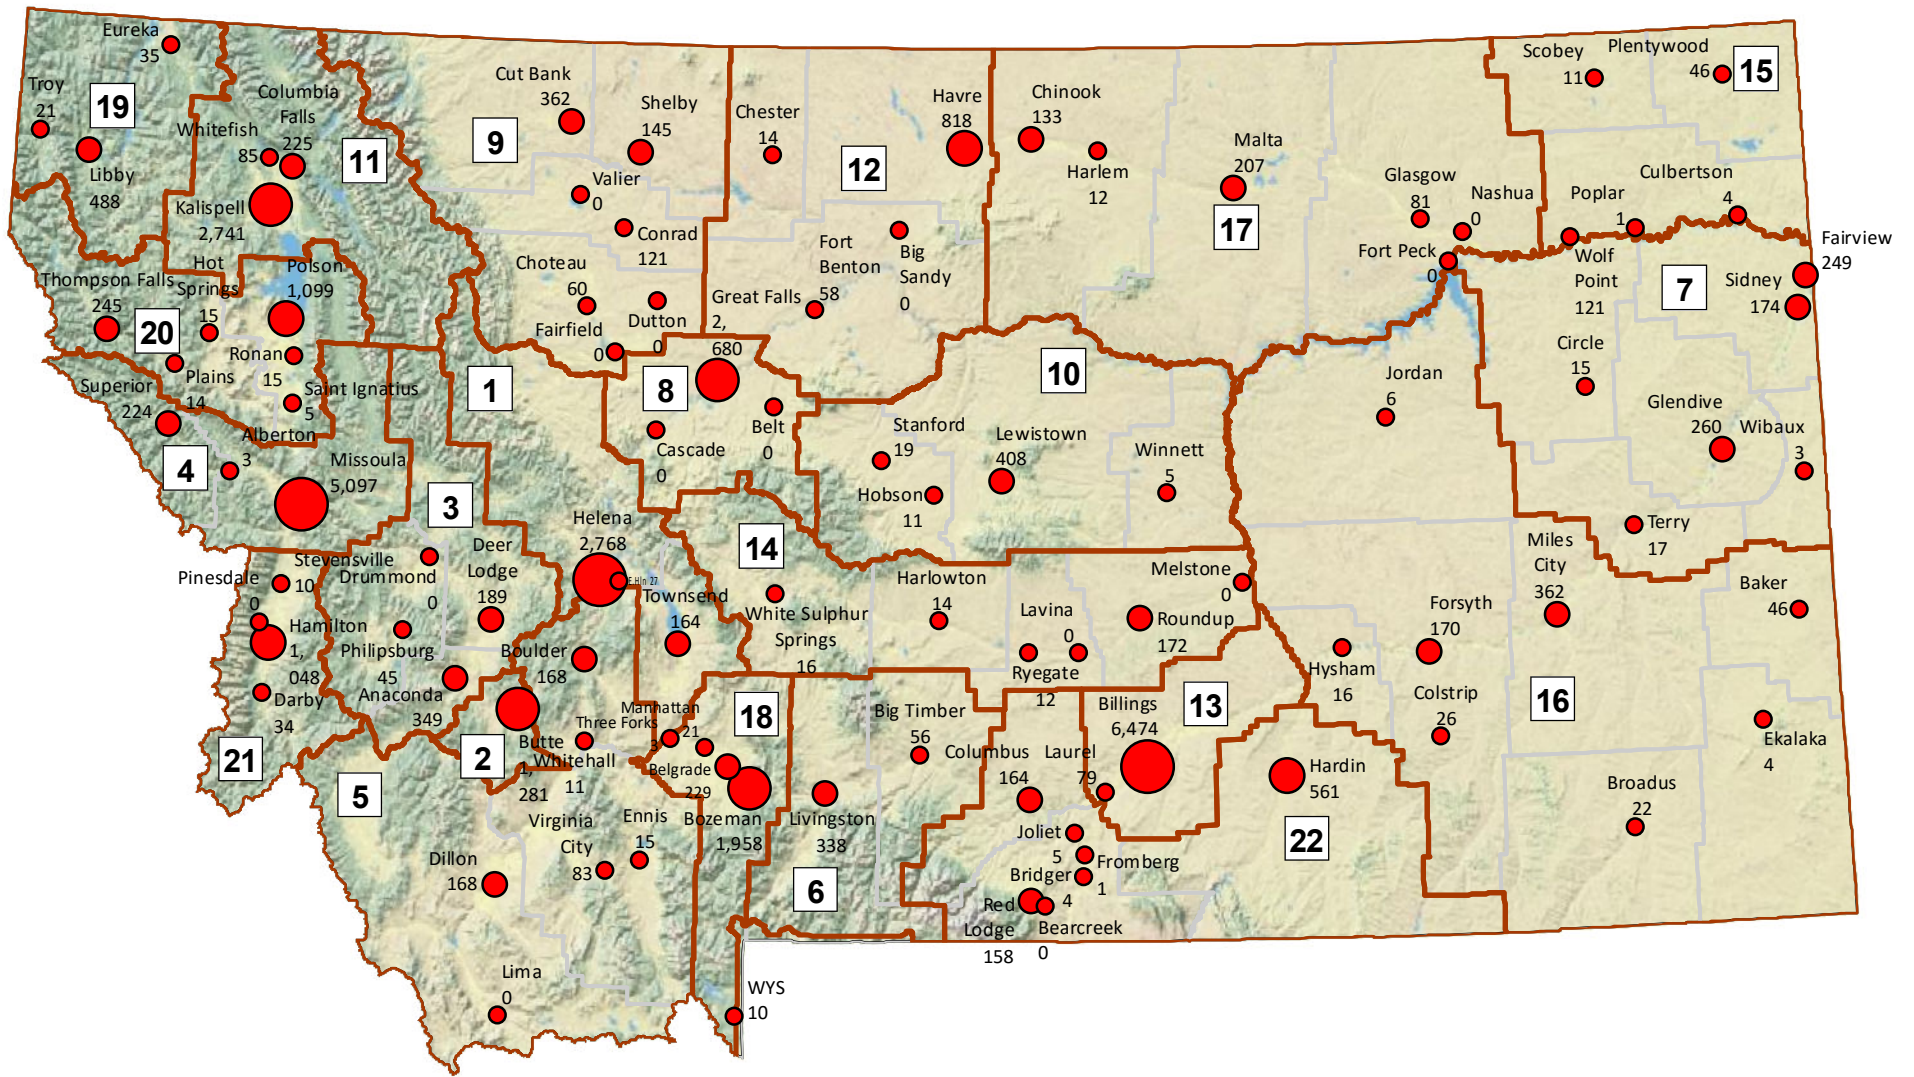 Eureka
35
Troy
21
19
Libby
488
Columbia
Falls
225
Whitefish
85
11
Kalispell
2,741
Cut Bank
362
9
Shelby
145
Valier
0
Conrad
121
Choteau
60
Dutton
0
Fairfield
0
Chester
14
12
Havre
818
Fort
Benton
58
Big
Sandy
0
Great Falls
2,
680
Chinook
133
Harlem
12
Malta
207
17
Glasgow
81
Nashua
0
Fort Peck
0
Scobey
11
Plentywood
46
15
Poplar
1
Culbertson
4
Wolf
Point
121
7
Fairview
249
Sidney
174
Circle
15
Glendive
260
Wibaux
3
Terry
17
Thompson Falls
245
Hot
Springs
15
20
Polson
1,099
Ronan
15
Plains
14
Saint Ignatius
5
Superior
224
Alberton
3
4
Missoula
5,097
1
3
8
Cascade
0
Belt
0
10
Stanford
19
Lewistown
408
Hobson
11
Winnett
5
Jordan
6
Helena
2,768
E.Hln 27
Deer
Lodge
189
Stevensville
10
Drummond
0
Pinesdale
0
Hamilton
1,
048
Philipsburg
45
Anaconda
349
Darby
34
21
Boulder
168
Townsend
164
14
White Sulphur
Springs
16
Harlowton
14
Lavina
0
Ryegate
12
Melstone
0
Roundup
172
Miles
City
362
Baker
46
Forsyth
170
Hysham
16
Colstrip
26
16
Ekalaka
4
Broadus
22
Butte
1,
281
2
Whitehall
11
Three Forks
3
Manhattan
21
18
Belgrade
229
Bozeman
1,958
5
Dillon
168
Virginia
City
83
Ennis
15
Lima
0
WYS
10
Livingston
338
6
Big Timber
56
Columbus
164
Laurel
79
Billings
6,474
13
Hardin
561
22
Joliet
5
Fromberg
1
Bridger
4
Red
Lodge
158
Bearcreek
0